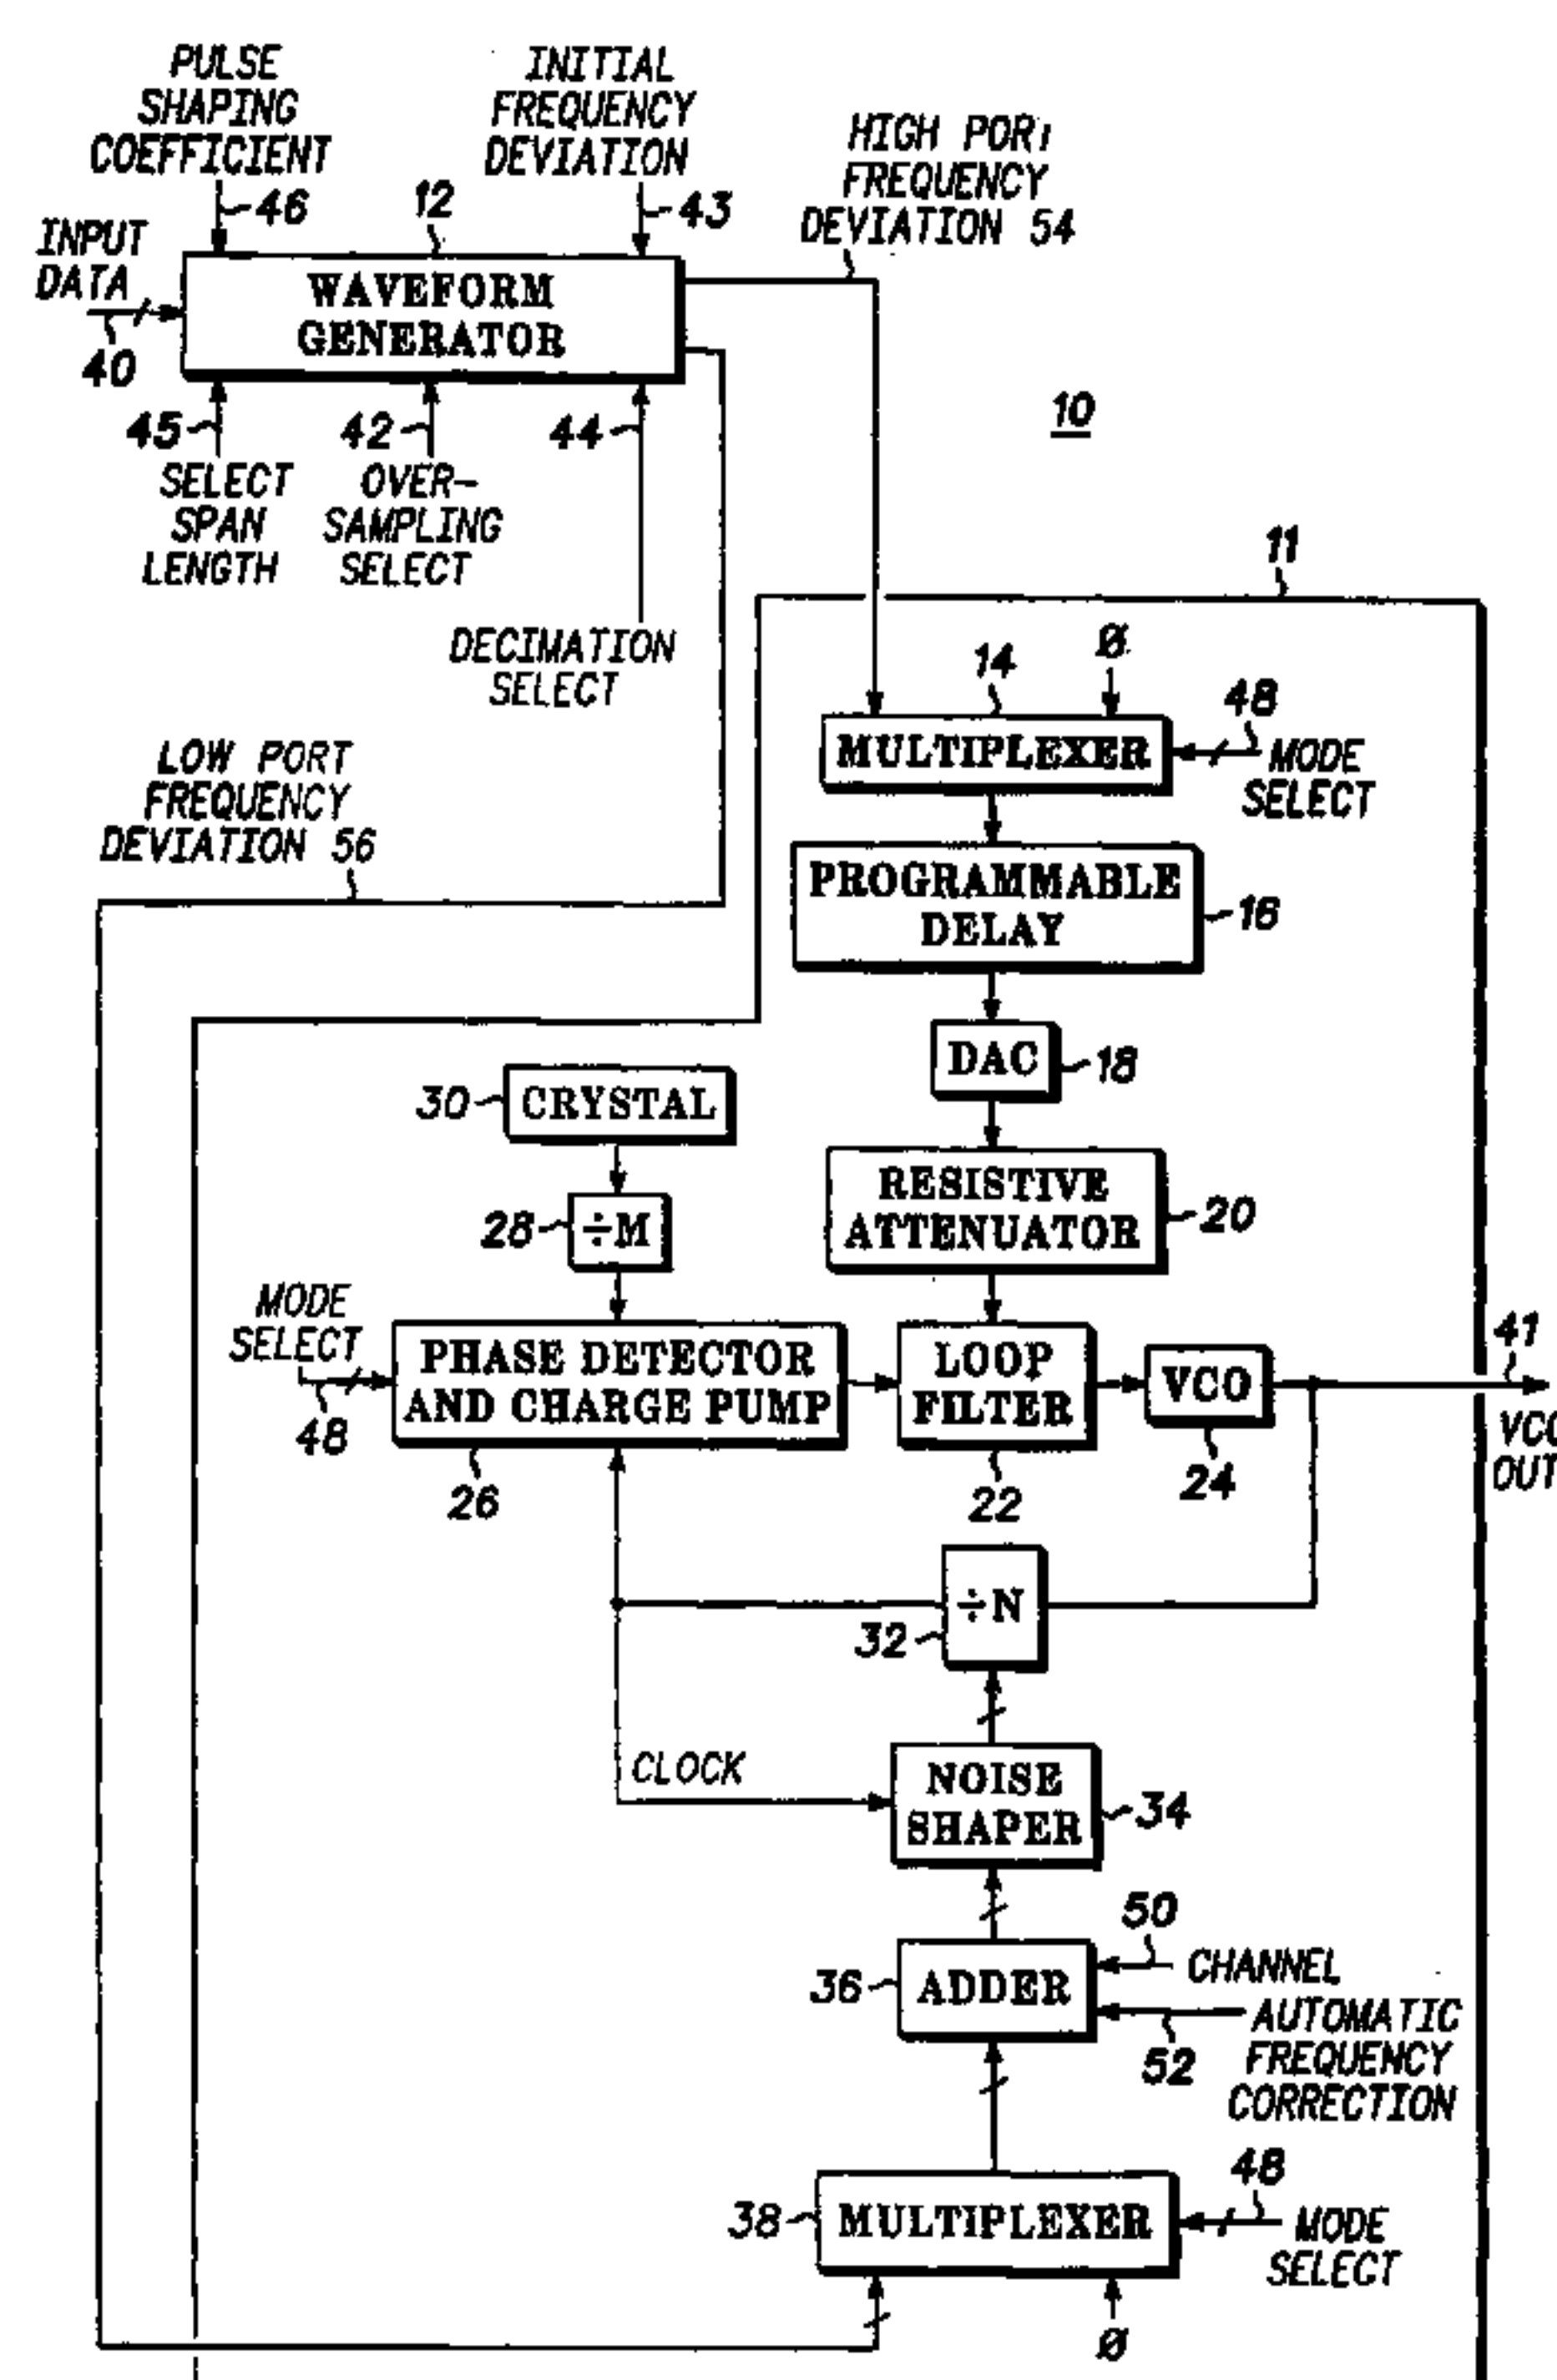 PULSE
SHAPING
COEFFICIENT
46
INITIAL
FREQUENCY
DEVIATION
43
HIGH PORT
FREQUENCY
DEVIATION 54
12
INPUT
DATA
40
WAVEFORM
GENERATOR
45
SELECT
SPAN
LENGTH
42
OVER-
SAMPLING
SELECT
44
DECIMATION
SELECT
10
11
LOW PORT
FREQUENCY
DEVIATION 56
14
Ø
MULTIPLEXER
48
MODE
SELECT
PROGRAMMABLE
DELAY
16
DAC
18
30
CRYSTAL
RESISTIVE
ATTENUATOR
20
28
÷M
MODE
SELECT
48
PHASE DETECTOR
AND CHARGE PUMP
26
LOOP
FILTER
22
VCO
24
41
OUT
÷N
32
CLOCK
NOISE
SHAPER
34
36
ADDER
50
CHANNEL
52
AUTOMATIC
FREQUENCY
CORRECTION
38
MULTIPLEXER
48
MODE
SELECT
Ø